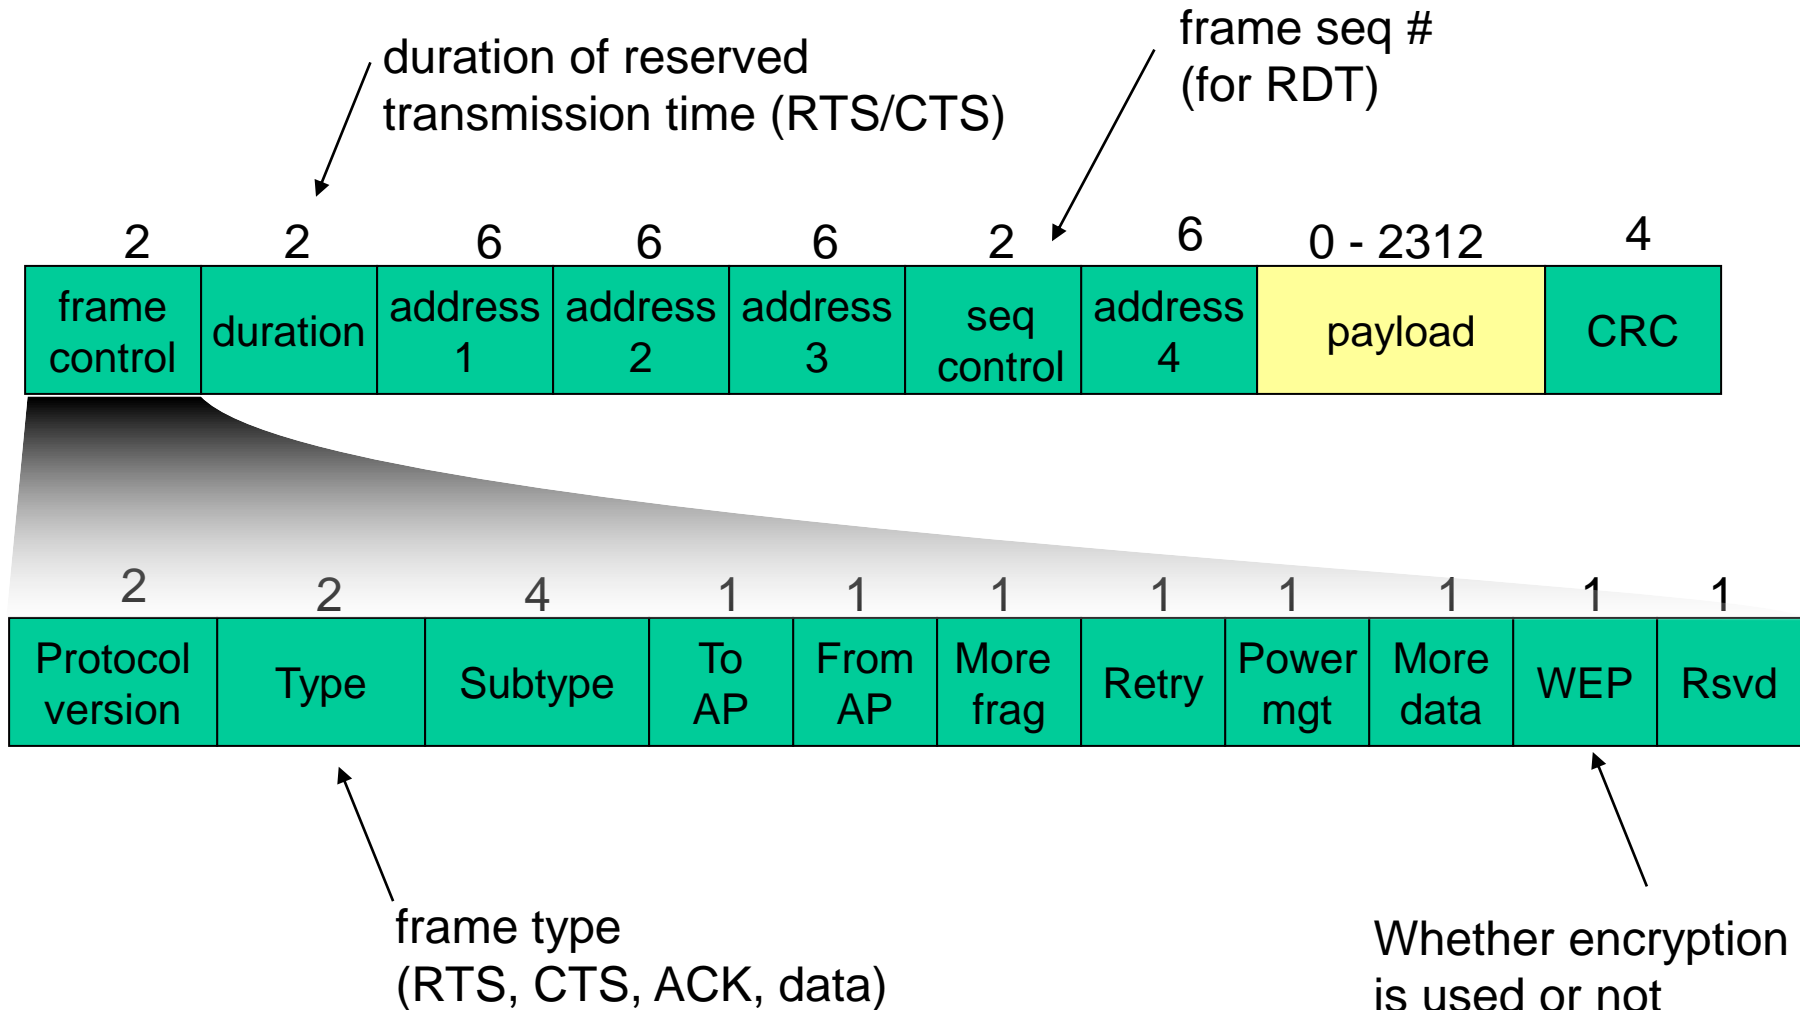 duration of reserved
transmission time (RTS/CTS)
frame seq #
(for RDT)
2 2 6 6 6 2 6 0 - 2312 4
frame
control
duration
address
1
address
2
address
3
seq
control
address
4
payload
CRC
2 2 4 1 1 1 1 1 1 1 1
Protocol
version
Type
Subtype
To
AP
From
AP
More
frag
Retry
Power
mgt
More
data
WEP
Rsvd
frame type
(RTS, CTS, ACK, data)
Whether encryption
is used or not